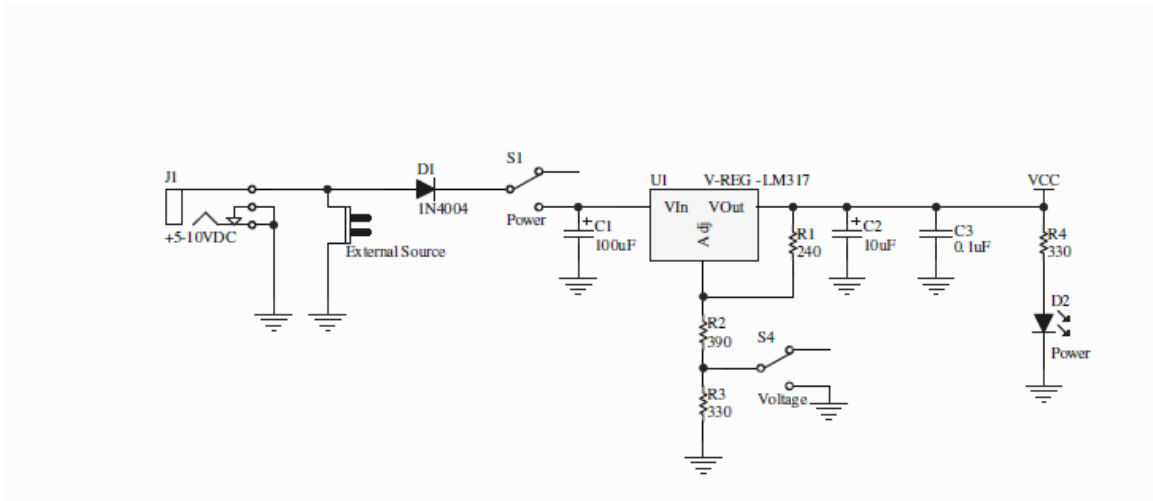 J1
+5-10VDC
External Source
D1
1N4004
S1
Power
+
C1
100uF
U1
V-REG -LM317
VIn
VOut
Adj
R1
240
+
C2
10uF
C3
0.1uF
VCC
R4
330
D2
Power
R2
390
S4
Voltage
R3
330